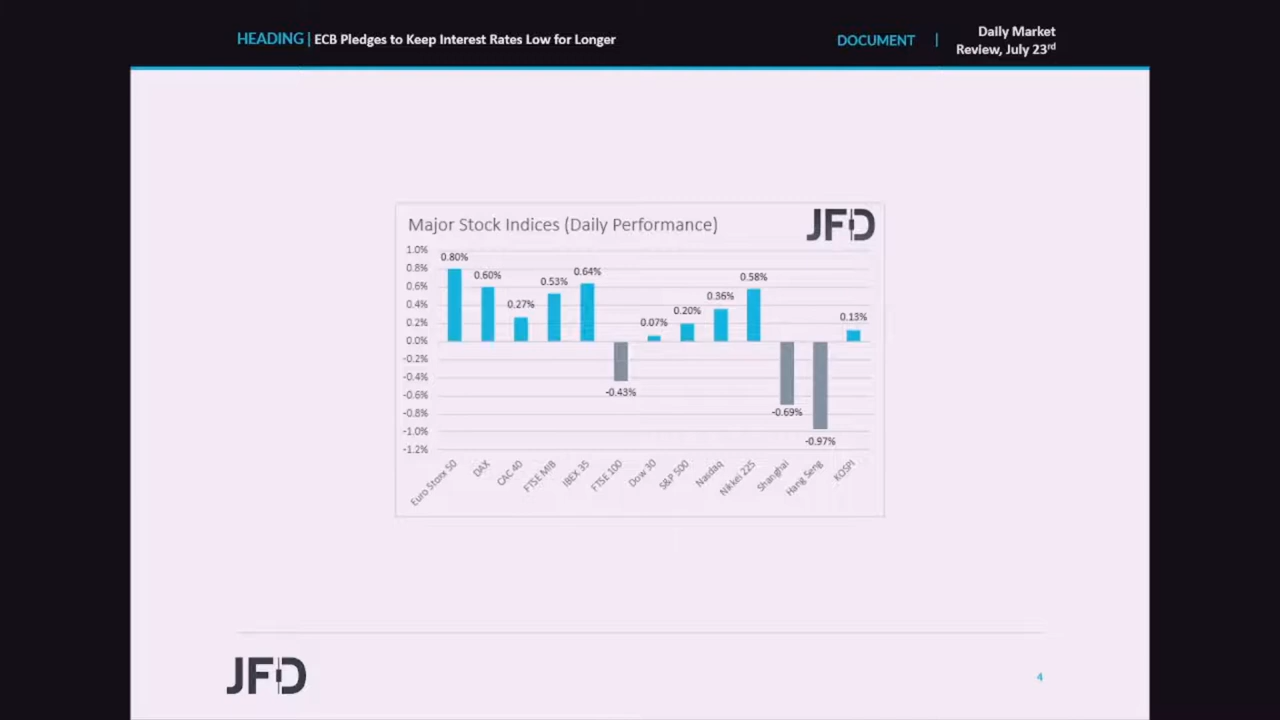 HEADING | ECB Pledges to Keep Interest Rates Low for Longer
DOCUMENT |
Daily Market
Review, July 23rd
Major Stock Indices (Daily Performance)
JFD
1.0%
0.8%
0.6%
0.4%
0.2%
0.0%
-0.2%
-0.4%
-0.6%
-0.8%
-1.0%
-1.2%
0.80%
0.60%
0.27%
0.53%
0.64%
-0.43%
0.07%
0.20%
0.36%
0.58%
-0.69%
-0.97%
0.13%
Euro Stoxx 50
DAX
CAC 40
FTSE MIB
IBEX 35
FTSE 100
Dow 30
S&P 500
Nasdaq
Nikkei 225
Shanghai
Hang Seng
KOSPI
JFD
4